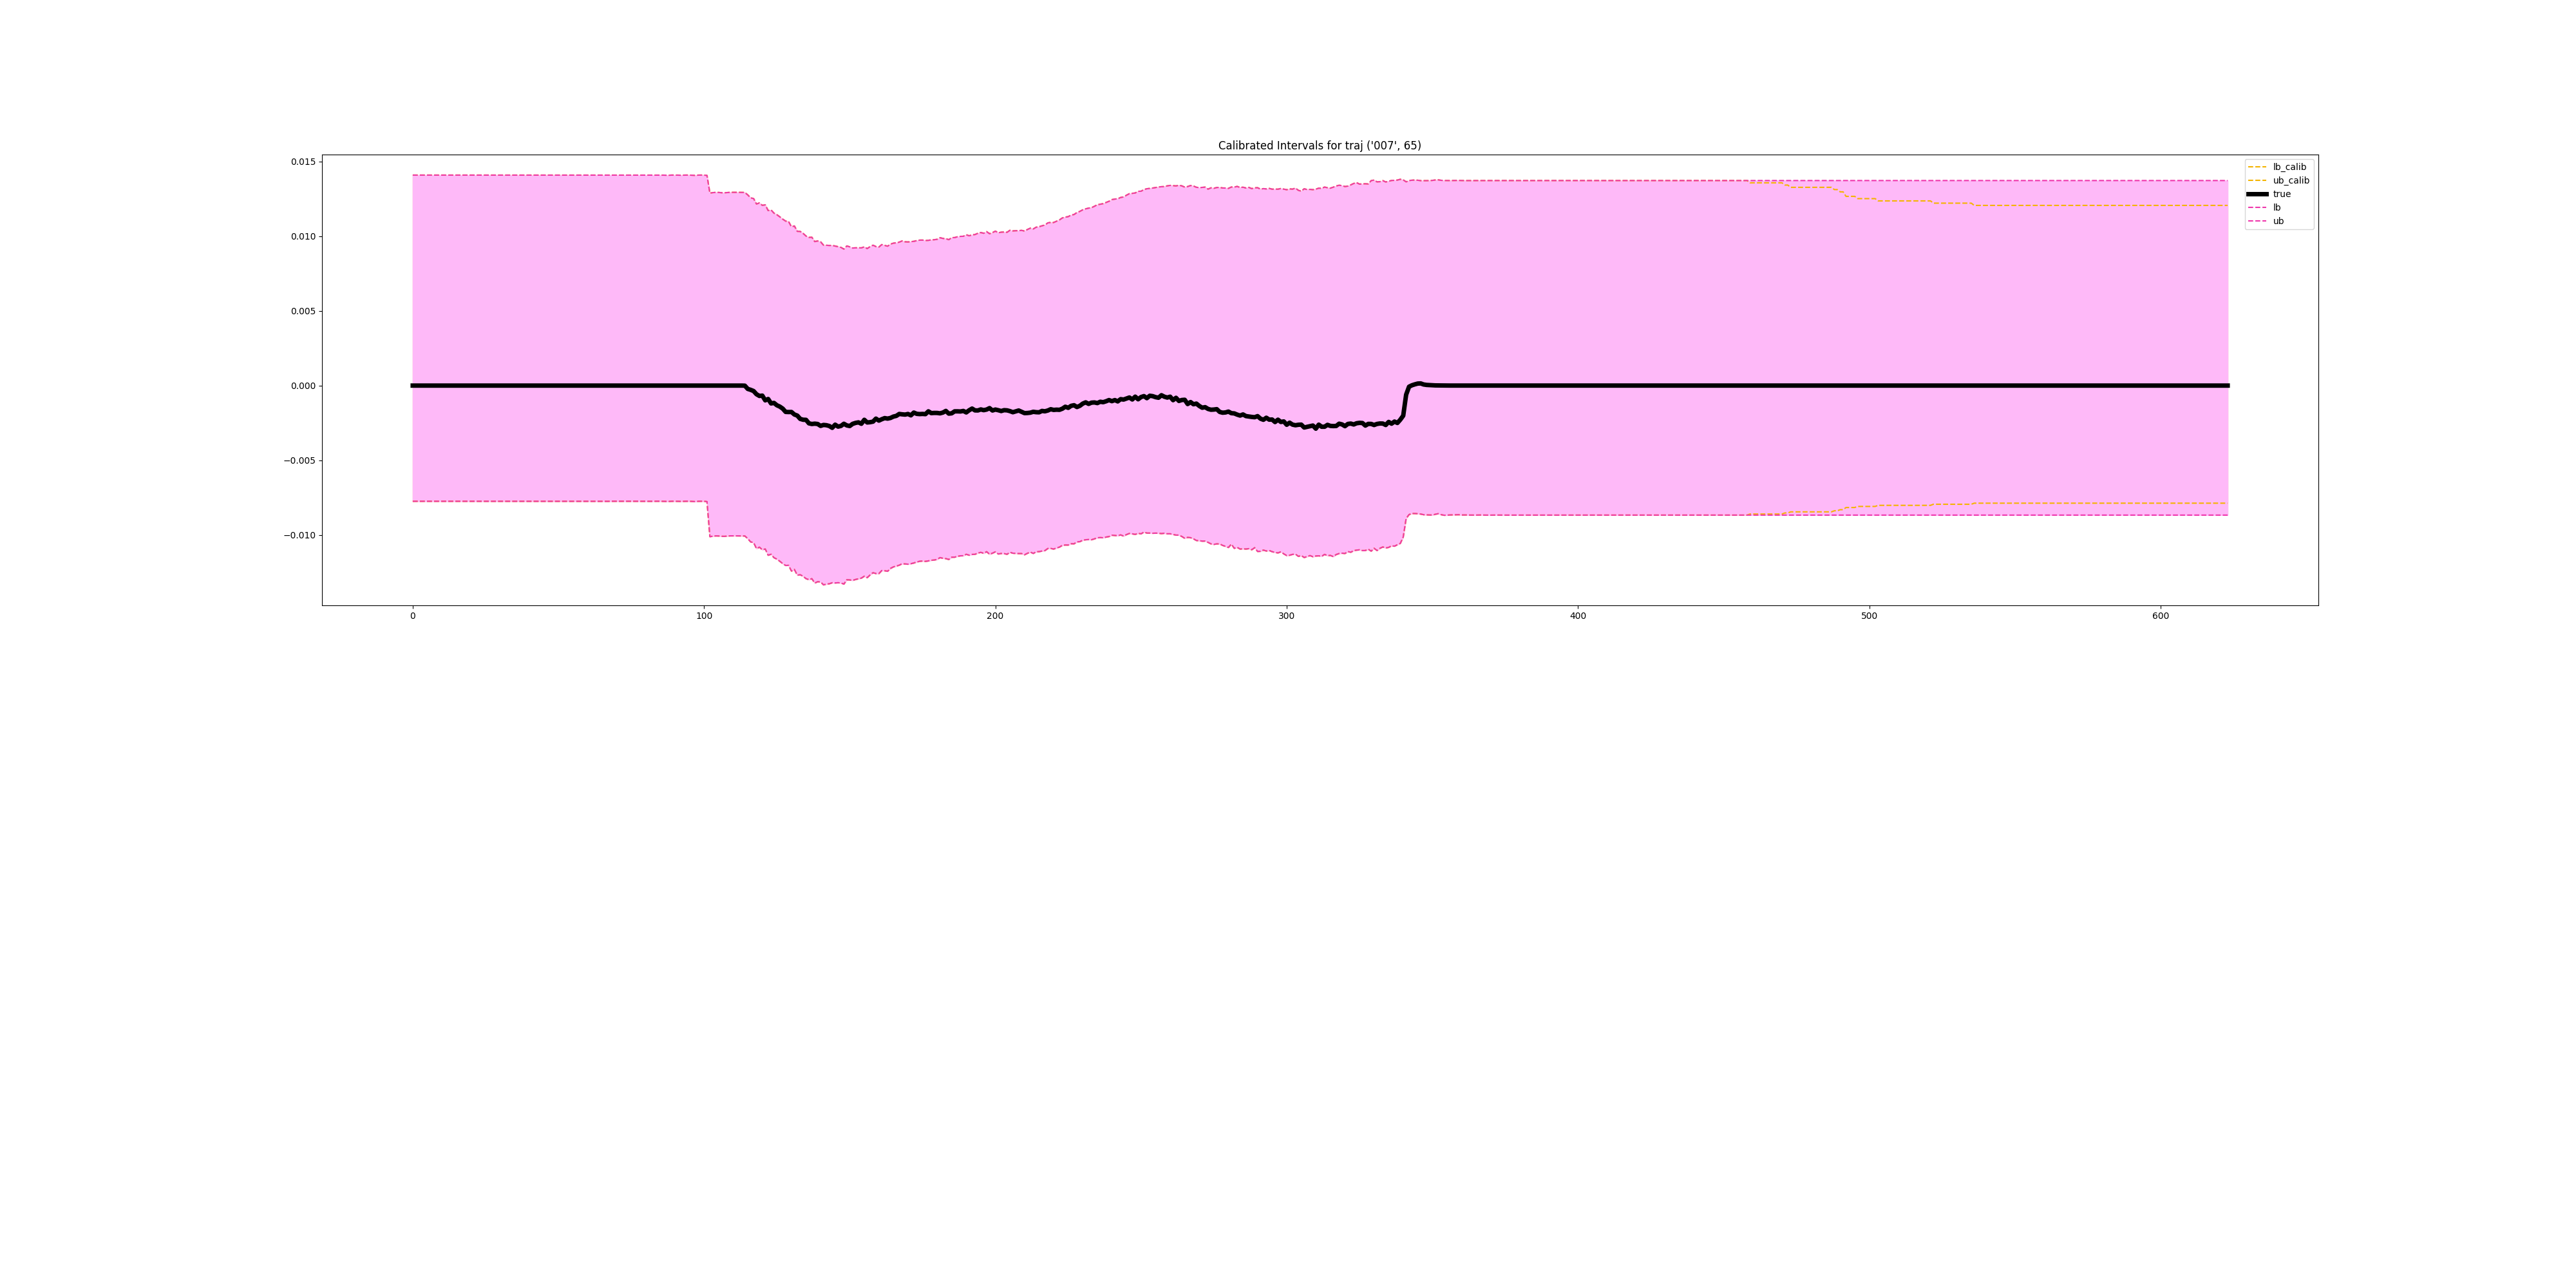 Calibrated Intervals for traj ('007', 65)
0.015
0.010
0.005
0.000
−0.005
−0.010
0 100 200 300 400 500 600
lb_calib
ub_calib
true
lb
ub